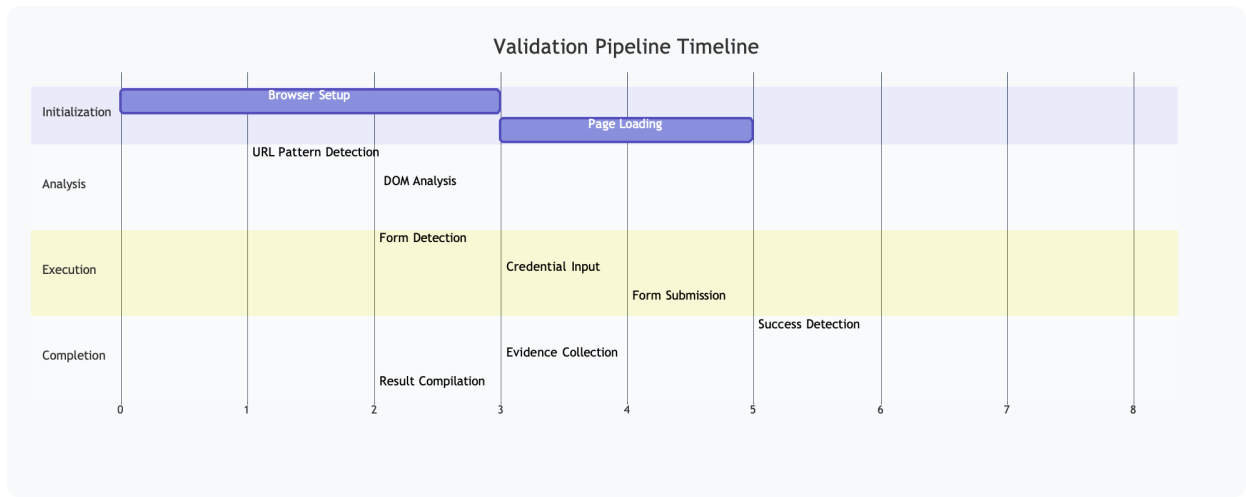 Validation Pipeline Timeline
Browser Setup
Initialization
Page Loading
URL Pattern Detection
Analysis
DOM Analysis
Form Detection
Execution
Credential Input
Form Submission
Success Detection
Completion
Evidence Collection
Result Compilation
0 1 2 3 4 5 6 7 8